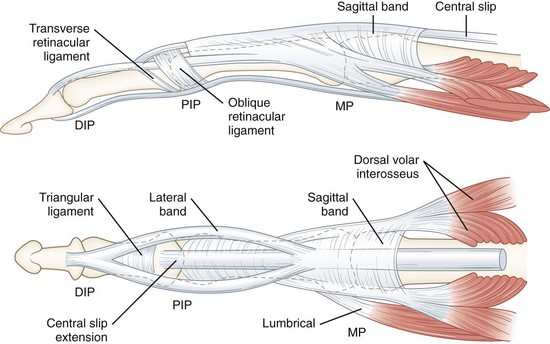 Sagittal band
Central slip
Transverse
retinacular
ligament
Oblique
retinacular
ligament
DIP
PIP
MP
Dorsal volar
interosseus
Triangular
ligament
Lateral
band
Sagittal
band
DIP
PIP
Central slip
extension
Lumbrical
MP